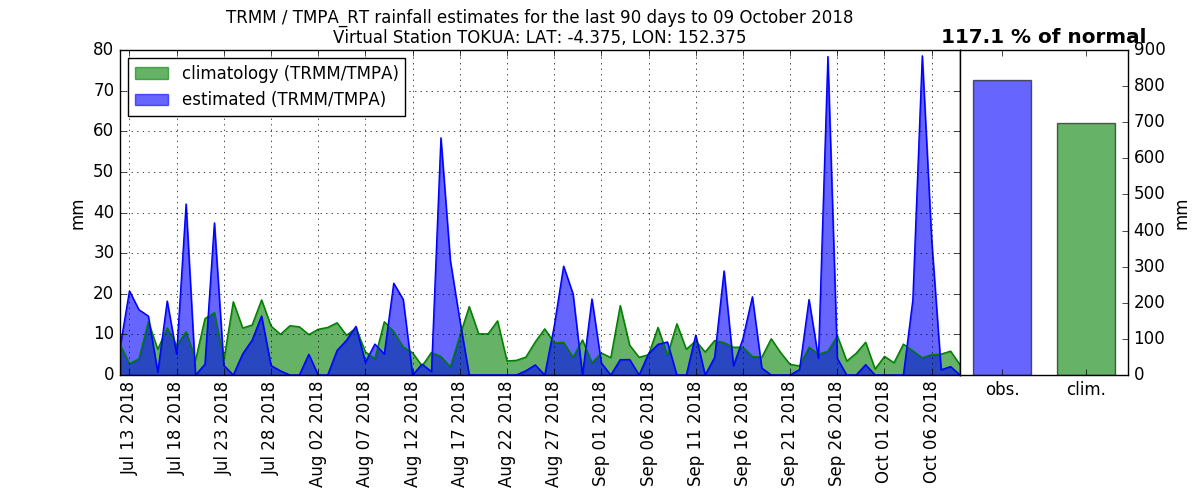 TRMM / TMPA_RT rainfall estimates for the last 90 days to 09 October 2018
Virtual Station TOKUA: LAT: -4.375, LON: 152.375
117.1 % of normal
climatology (TRMM/TMPA)
estimated (TRMM/TMPA)
80
70
60
50
40
30
20
10
0
mm
Jul 13 2018
Jul 18 2018
Jul 23 2018
Jul 28 2018
Aug 02 2018
Aug 07 2018
Aug 12 2018
Aug 17 2018
Aug 22 2018
Aug 27 2018
Sep 01 2018
Sep 06 2018
Sep 11 2018
Sep 16 2018
Sep 21 2018
Sep 26 2018
Oct 01 2018
Oct 06 2018
obs.
clim.
900
800
700
600
500
400
300
200
100
0
mm